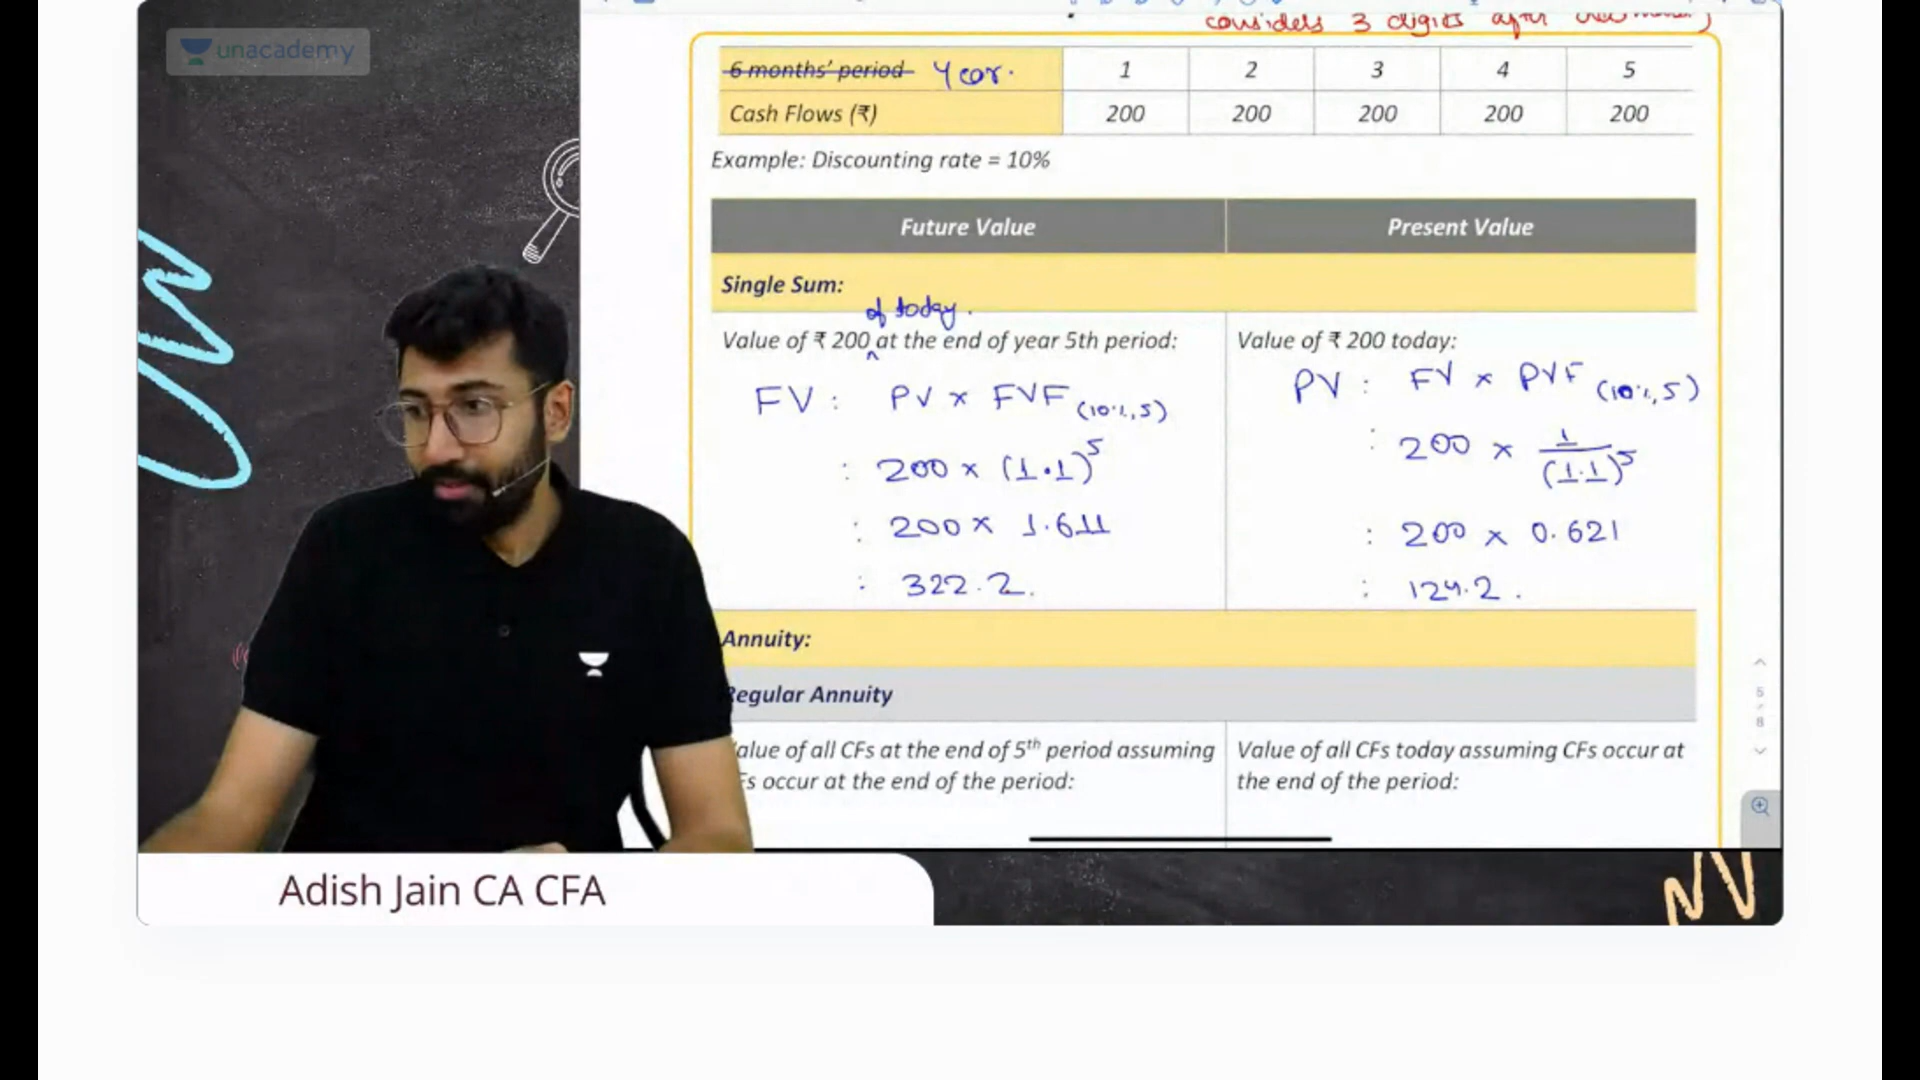 unacademy
considers 3 digits after
6 months' period Year. 1 2 3 4 5
Cash Flows (₹) 200 200 200 200 200
Example: Discounting rate = 10%
Future Value Present Value
Single Sum:
of today.
Value of ₹ 200 ^ at the end of year 5th period:
FV : PV x FVF (10%,5)
: 200 x (1.1)^5
: 200 x 1.611
: 322.2.
Value of ₹ 200 today:
PV : FV x PVF (10%,5)
: 200 x 1/(1.1)^5
: 200 x 0.621
: 124.2.
Annuity:
Regular Annuity
Value of all CFs at the end of 5th period assuming
CFs occur at the end of the period:
Value of all CFs today assuming CFs occur at
the end of the period:
5
/
8
Adish Jain CA CFA